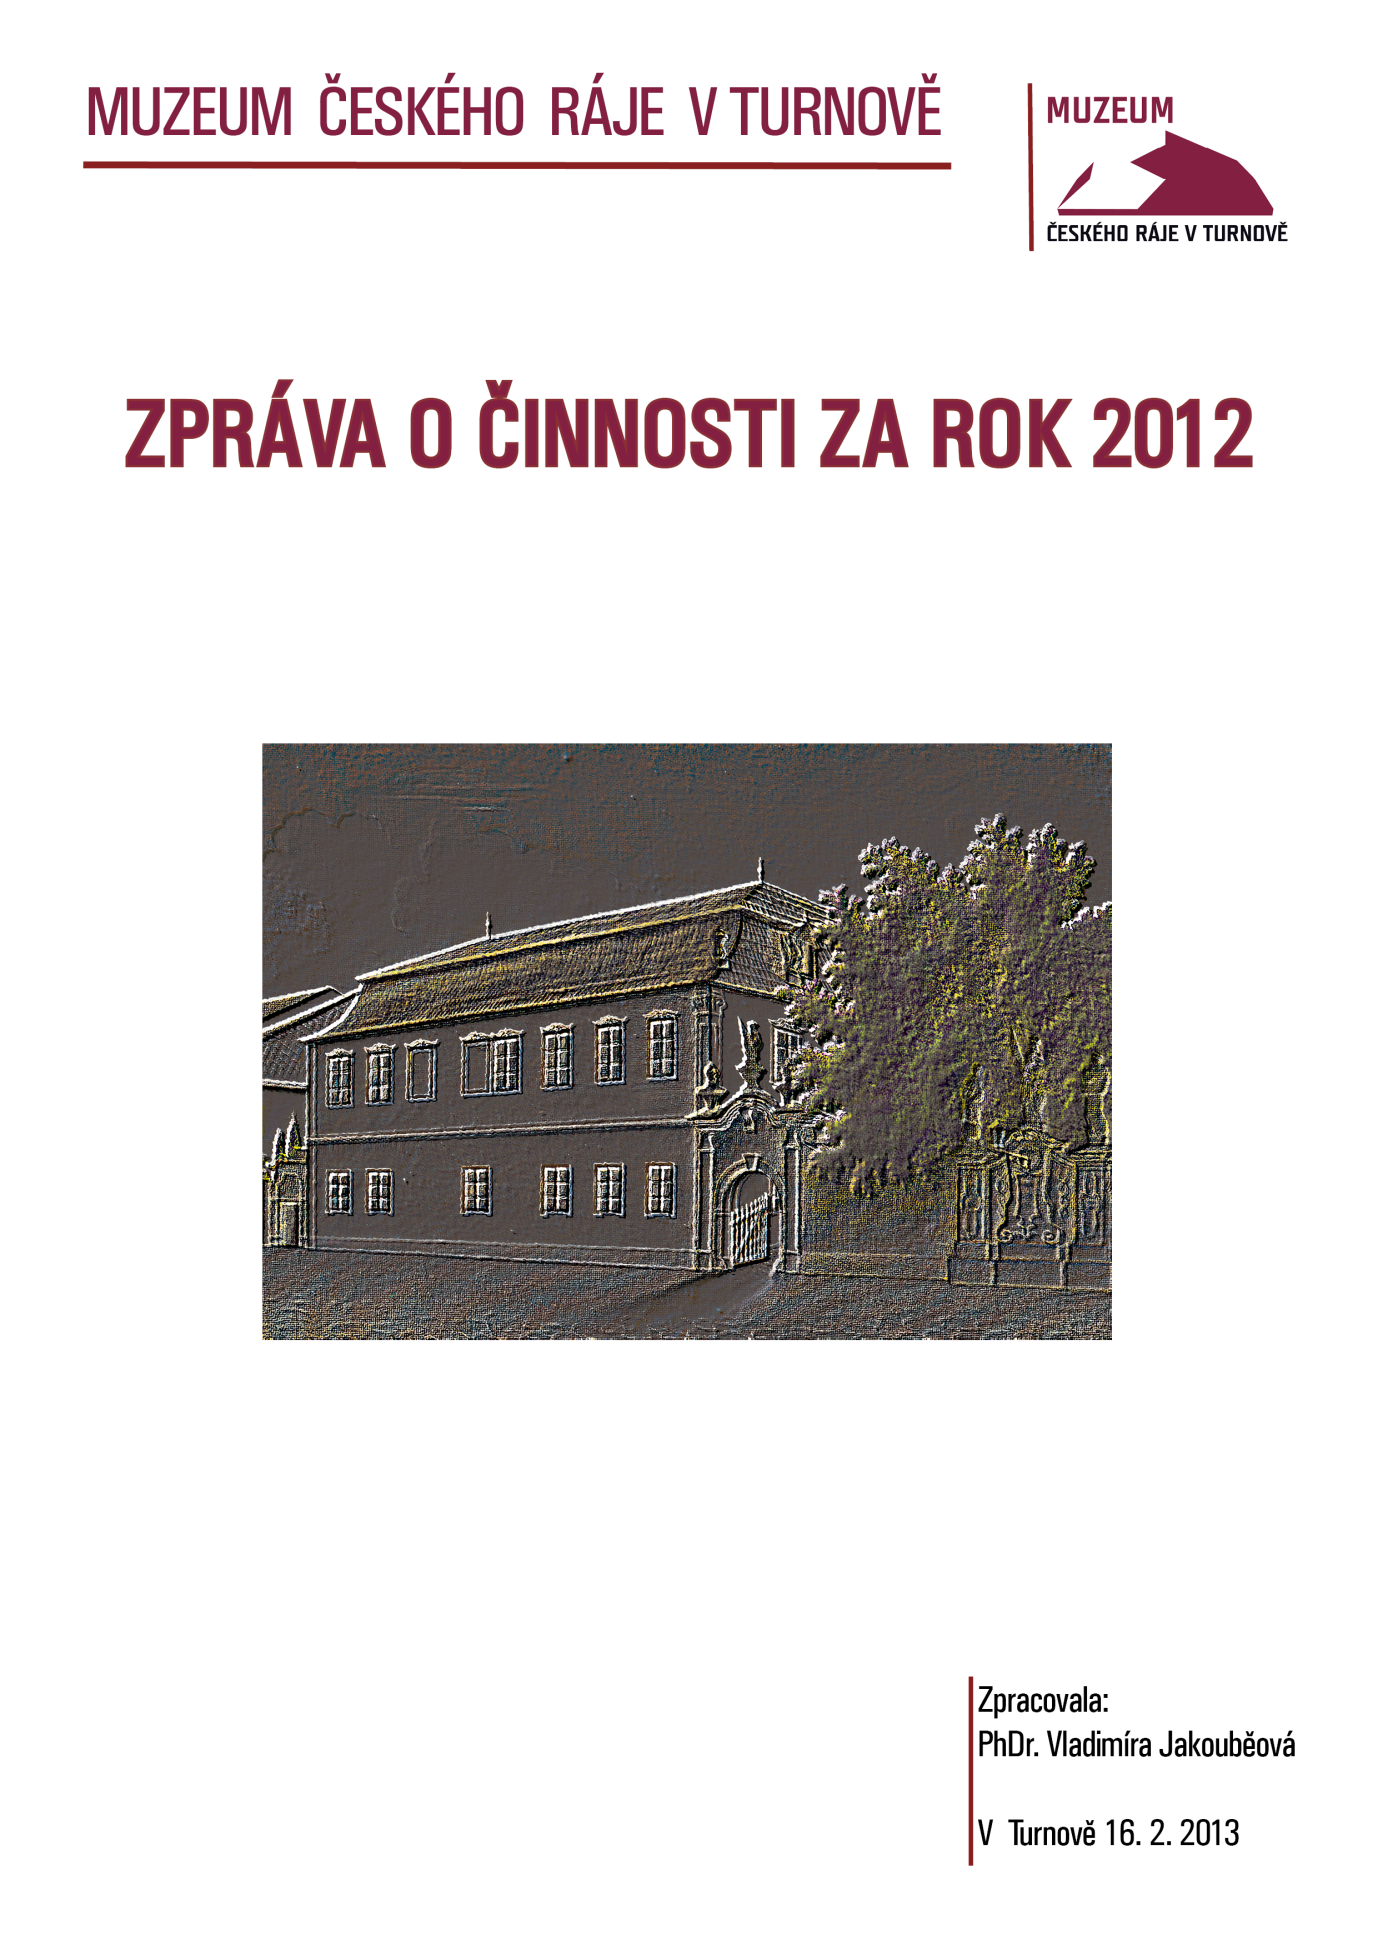 MUZEUM ČESKÉHO RÁJE V TURNOVĚ
MUZEUM
ČESKÉHO RÁJE V TURNOVĚ
ZPRÁVA O ČINNOSTI ZA ROK 2012
Zpracovala:
PhDr. Vladimíra Jakouběová
V Turnově 16. 2. 2013